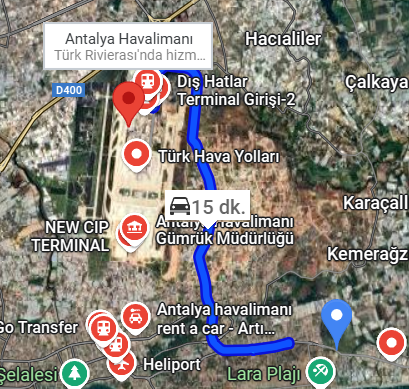 Antalya Havalimanı
Türk Rivierası'nda hizm...
Hacıaliler
D400
Dış Hatlar
Terminal Girişi-2
Çalkaya
Türk Hava Yolları
15 dk.
Karaçall
NEW CIP
TERMINAL
Antalya Havalimanı
Gümrük Müdürlüğü
Kemerağz
Go Transfer
Antalya havalimanı
rent a car - Artı...
Heliport
Şelalesi
Lara Plajı